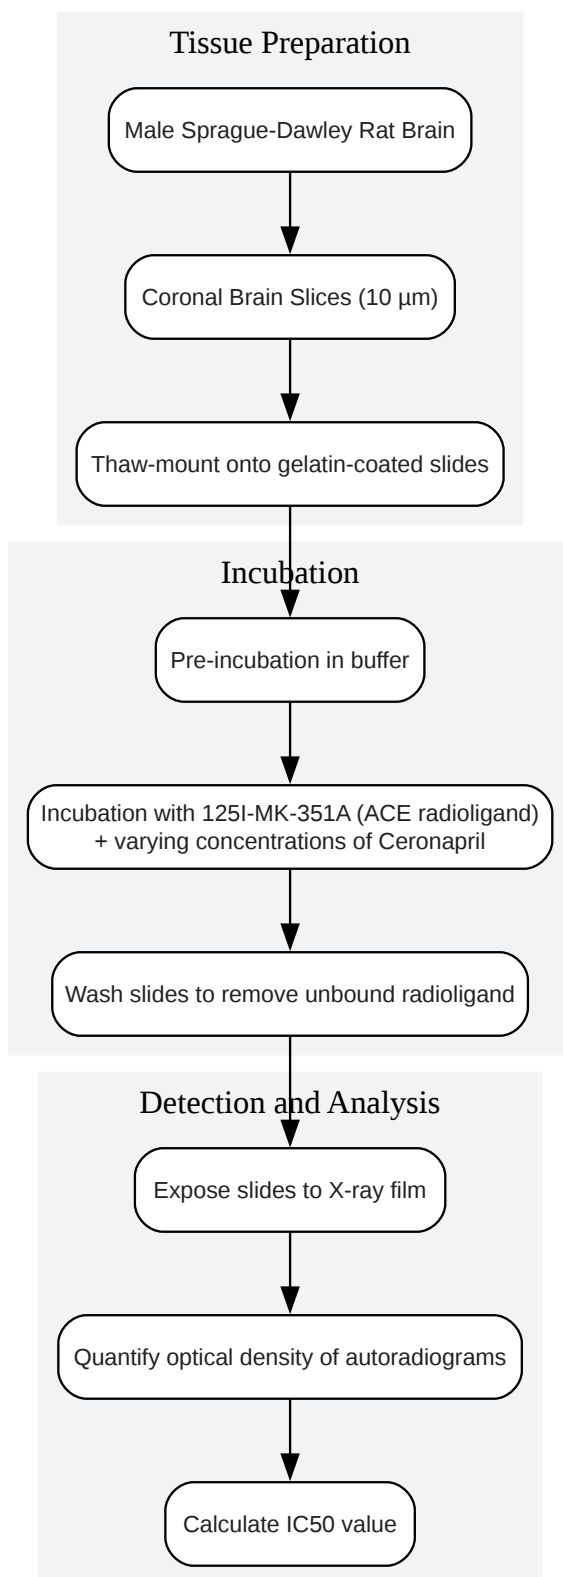 Tissue Preparation
Male Sprague-Dawley Rat Brain
Coronal Brain Slices (10 µm)
Thaw-mount onto gelatin-coated slides
Incubation
Pre-incubation in buffer
Incubation with 125I-MK-351A (ACE radioligand)
+ varying concentrations of Ceronapril
Wash slides to remove unbound radioligand
Detection and Analysis
Expose slides to X-ray film
Quantify optical density of autoradiograms
Calculate IC50 value